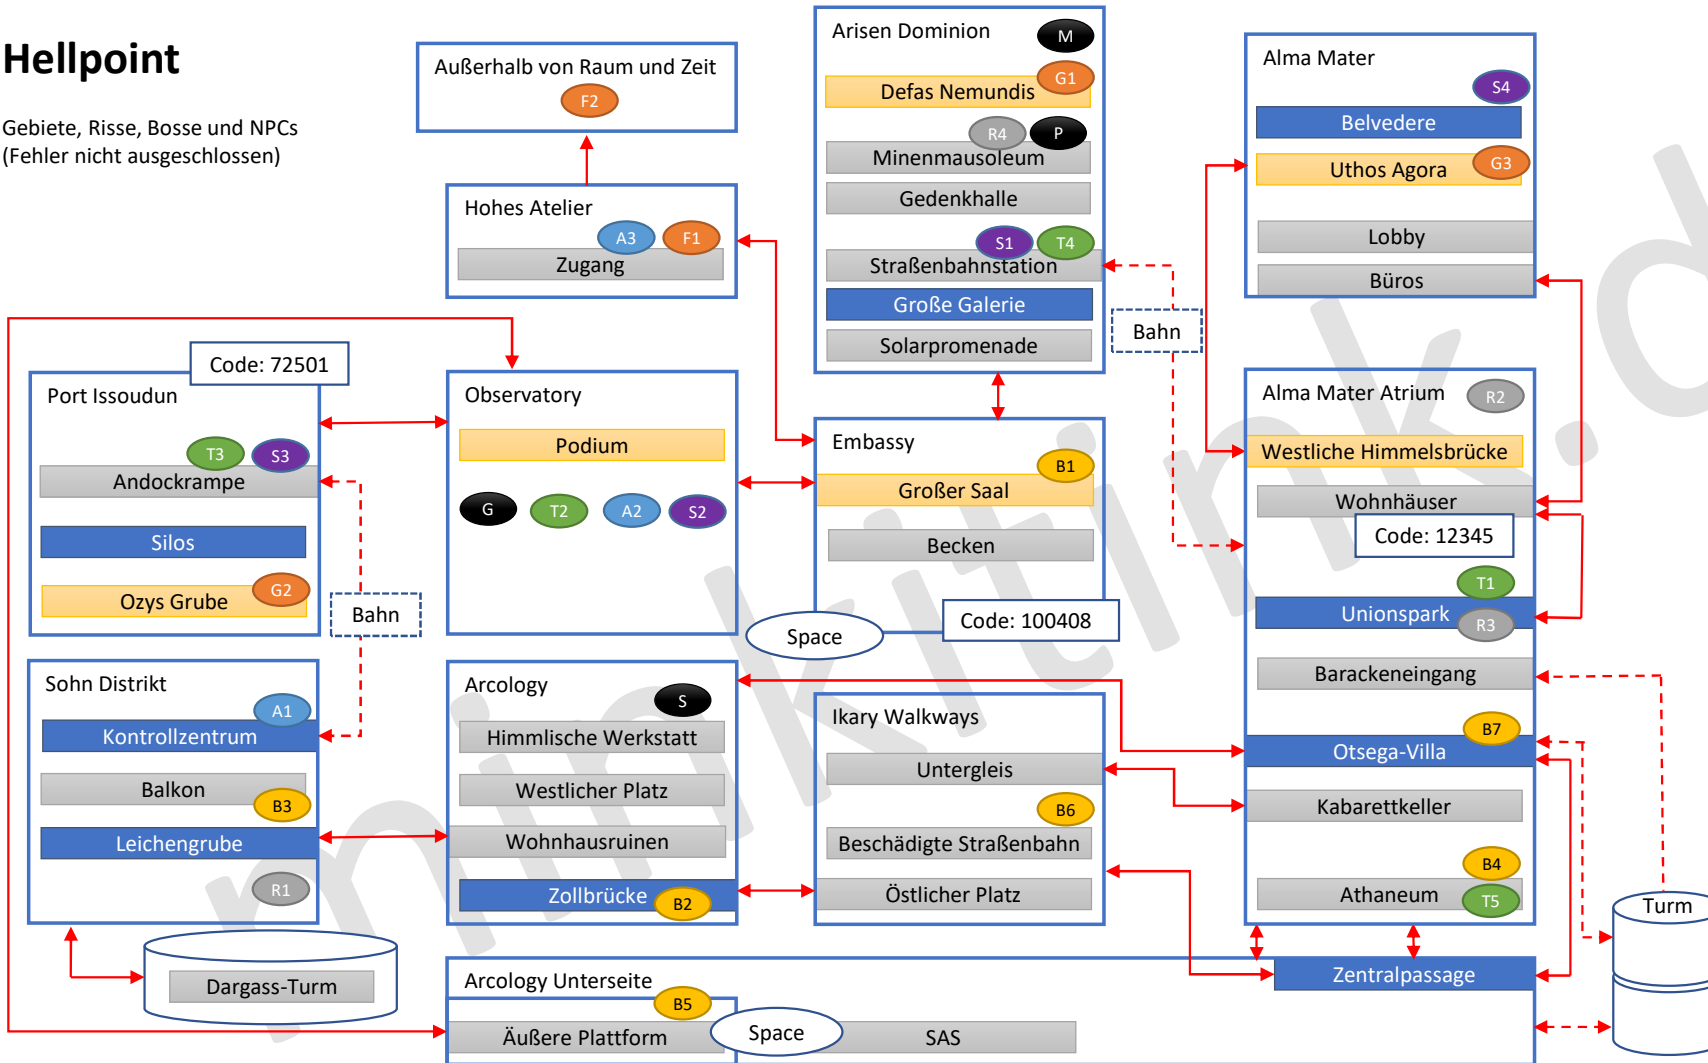 Hellpoint
Gebiete, Risse, Bosse und NPCs
(Fehler nicht ausgeschlossen)
Außerhalb von Raum und Zeit
F2
Hohes Atelier
A3
F1
Zugang
Arisen Dominion
M
G1
Defas Nemundis
R4
P
Minenmausoleum
Gedenkhalle
S1
T4
Straßenbahnstation
Große Galerie
Solarpromenade
Bahn
Alma Mater
S4
Belvedere
Uthos Agora
G3
Lobby
Büros
Code: 72501
Port Issoudun
T3
S3
Andockrampe
Silos
G2
Ozys Grube
Bahn
Observatory
Podium
G
T2
A2
S2
Embassy
B1
Großer Saal
Becken
Space
Code: 100408
Alma Mater Atrium
R2
Westliche Himmelsbrücke
Wohnhäuser
Code: 12345
T1
Unionspark
R3
Barackeneingang
B7
Otsega-Villa
Kabarettkeller
B4
Athaneum
T5
Sohn Distrikt
A1
Kontrollzentrum
Balkon
B3
Leichengrube
R1
Dargass-Turm
Arcology
S
Himmlische Werkstatt
Westlicher Platz
Wohnhausruinen
Zollbrücke
B2
Ikary Walkways
Untergleis
B6
Beschädigte Straßenbahn
Östlicher Platz
Turm
Arcology Unterseite
Zentralpassage
B5
Äußere Plattform
Space
SAS
minkitink.d